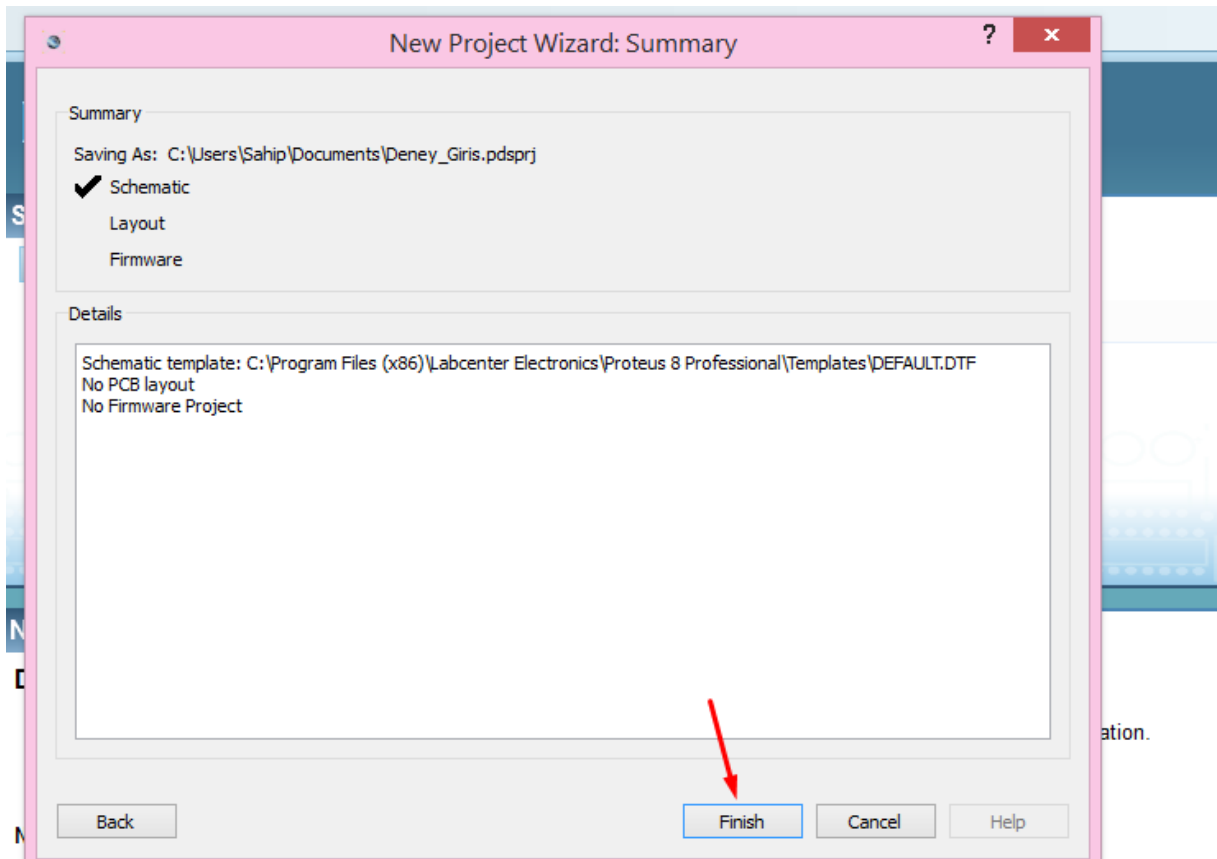 New Project Wizard: Summary
?
Summary
Saving As: C:\Users\Sahip\Documents\Deney_Giris.pdsprj
Schematic
Layout
Firmware
Details
Schematic template: C:\Program Files (x86)\Labcenter Electronics\Proteus 8 Professional\Templates\DEFAULT.DTF
No PCB layout
No Firmware Project
ation.
Back
Finish
Cancel
Help